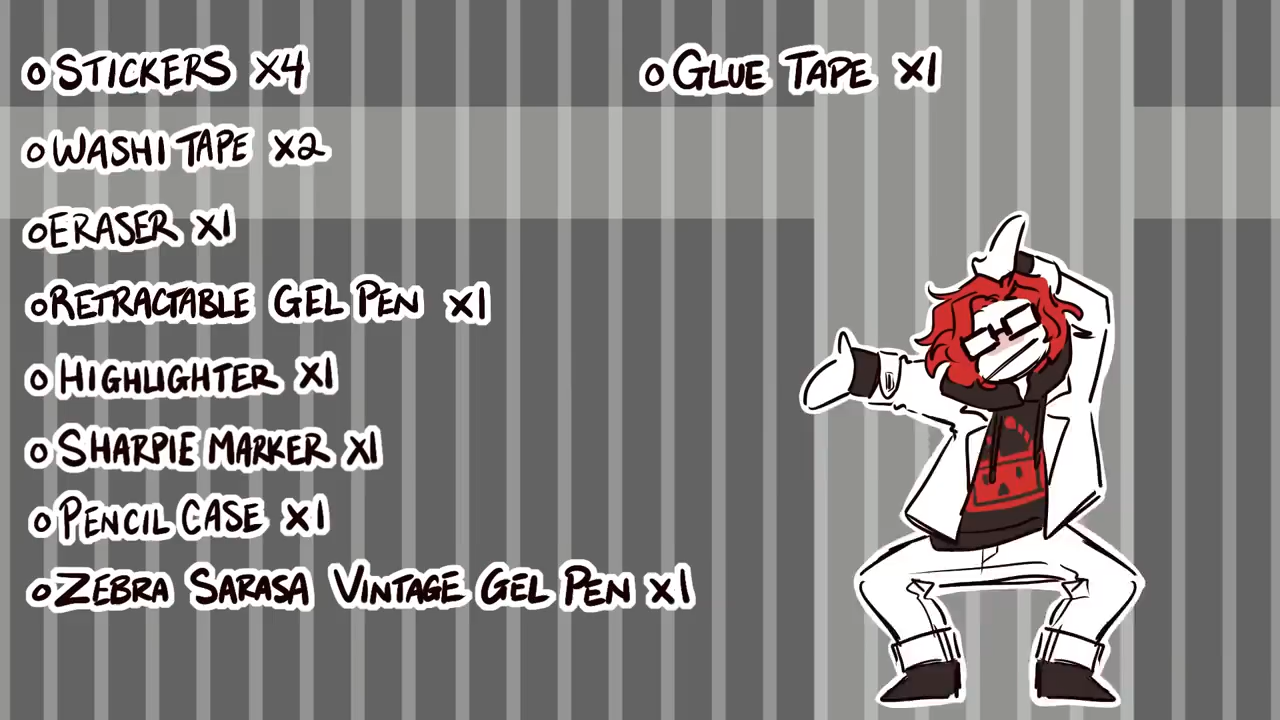 o Stickers x4
o Washi Tape x2
o Eraser x1
o Retractable Gel Pen x1
o Highlighter x1
o Sharpie Marker x1
o Pencil Case x1
o Zebra Sarasa Vintage Gel Pen x1
o Glue Tape x1